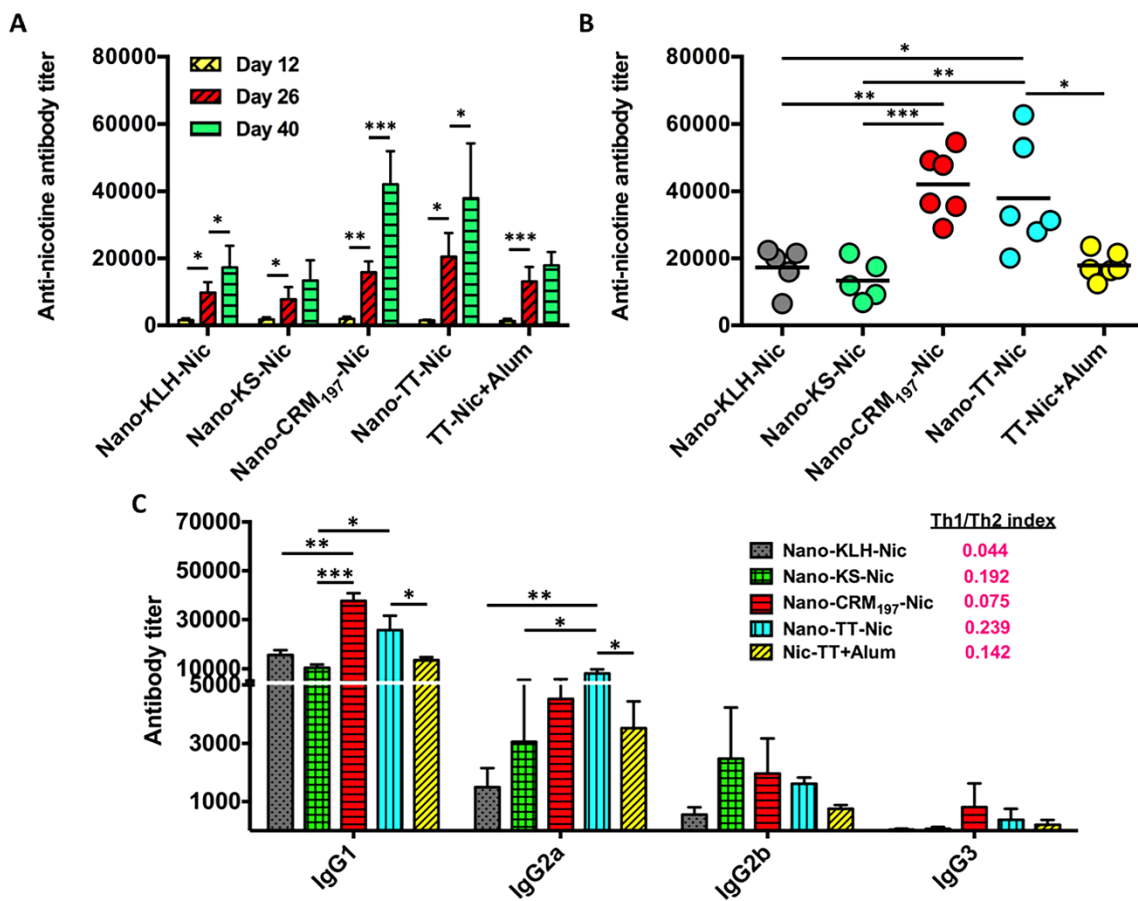 A
Anti-nicotine antibody titer
80000
60000
40000
20000
0
Day 12
Day 26
Day 40
* * * ** *** * * ***
Nano-KLH-Nic
Nano-KS-Nic
Nano-CRM197-Nic
Nano-TT-Nic
TT-Nic+Alum
B
Anti-nicotine antibody titer
80000
60000
40000
20000
0
*
**
*
**
***
Nano-KLH-Nic
Nano-KS-Nic
Nano-CRM197-Nic
Nano-TT-Nic
TT-Nic+Alum
C
Antibody titer
70000
50000
30000
10000
5000
3000
1000
*
**
***
*
**
*
*
Th1/Th2 index
Nano-KLH-Nic 0.044
Nano-KS-Nic 0.192
Nano-CRM197-Nic 0.075
Nano-TT-Nic 0.239
Nic-TT+Alum 0.142
IgG1
IgG2a
IgG2b
IgG3